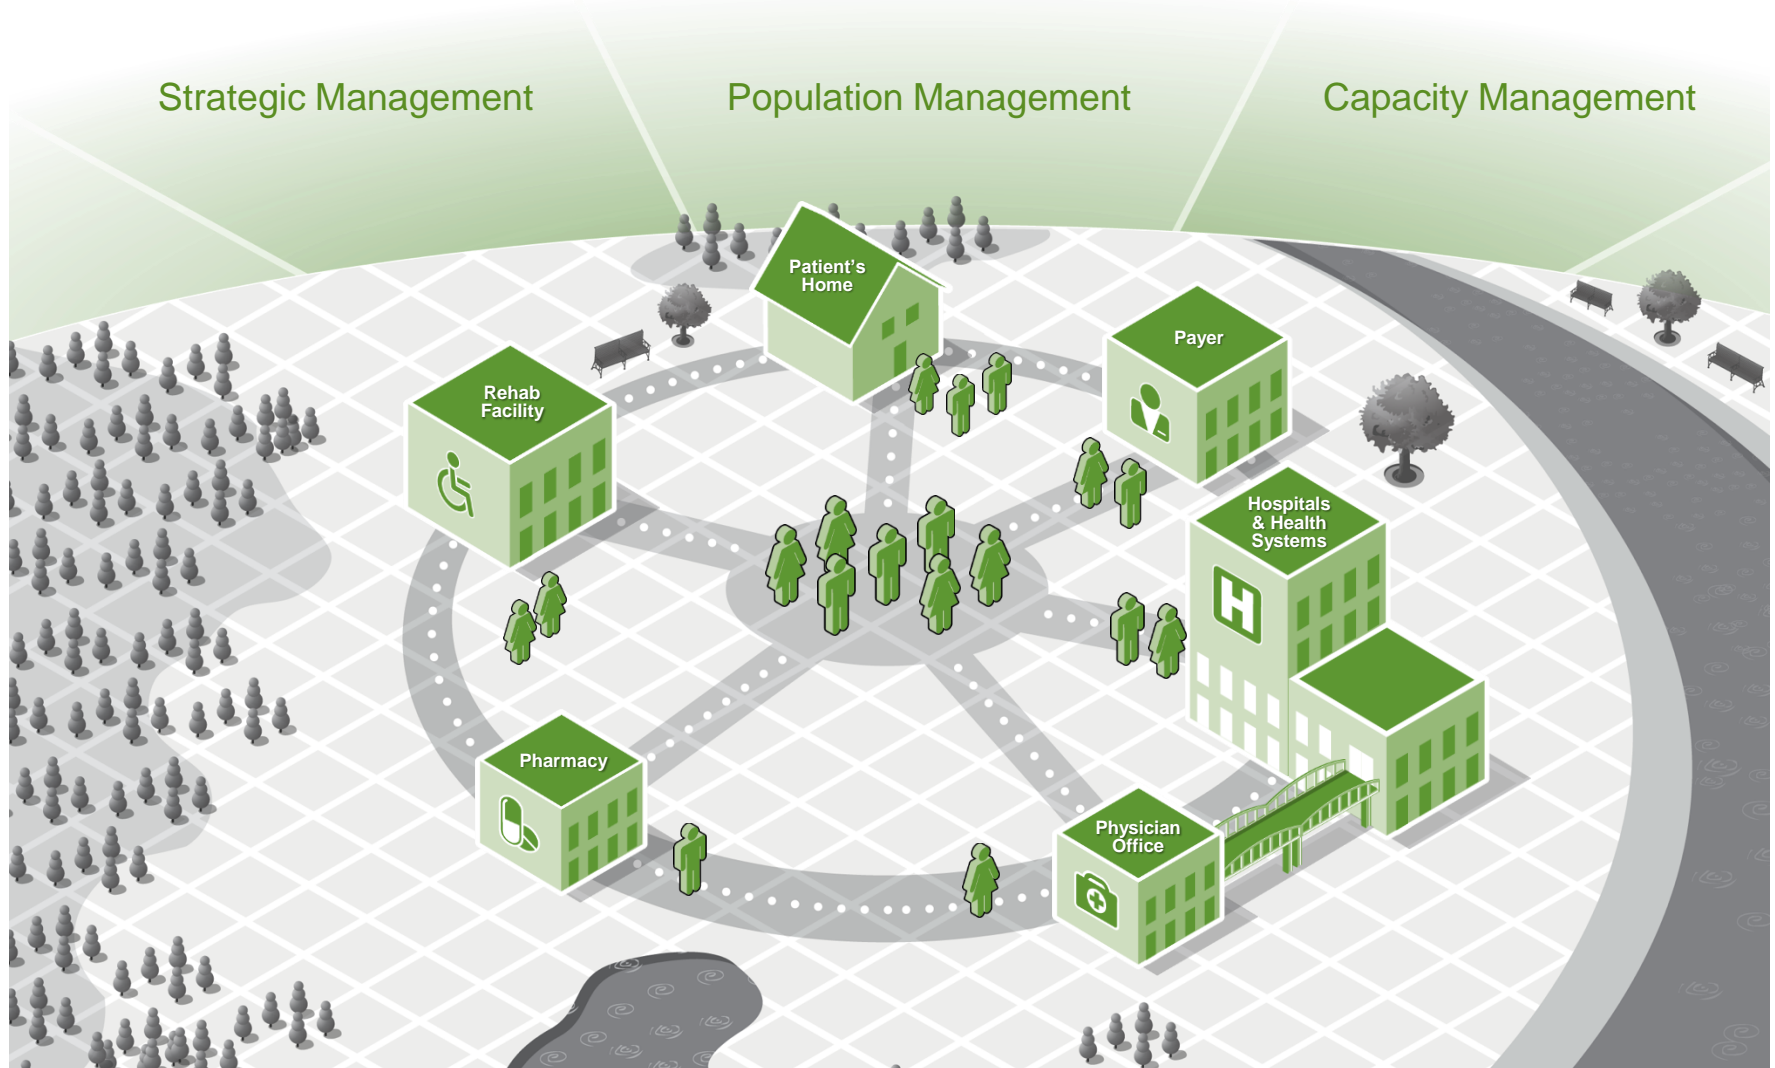 Strategic Management
Population Management
Capacity Management
Patient's
Home
Payer
Rehab
Facility
Hospitals
& Health
Systems
H
Pharmacy
Physician
Office